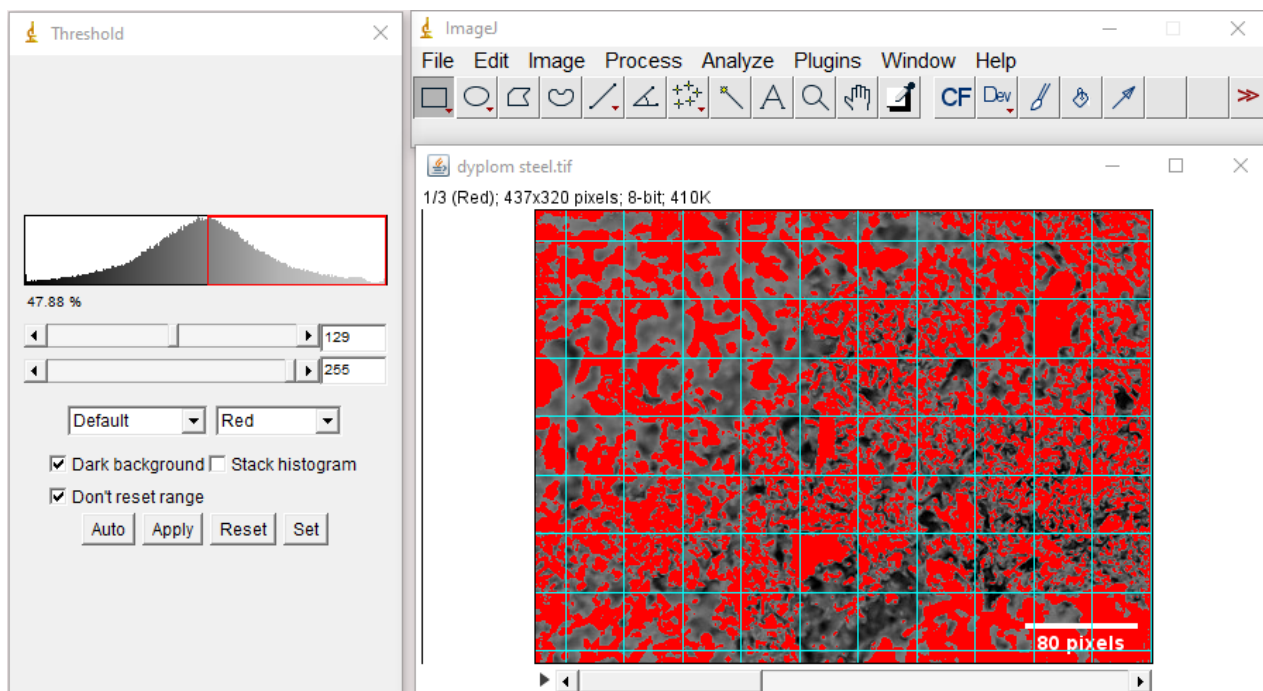 Threshold
47.88 %
129
255
Default Red
Dark background Stack histogram
Don't reset range
Auto Apply Reset Set
ImageJ
File Edit Image Process Analyze Plugins Window Help
A CF Dev
dyplom steel.tif
1/3 (Red); 437x320 pixels; 8-bit; 410K
80 pixels